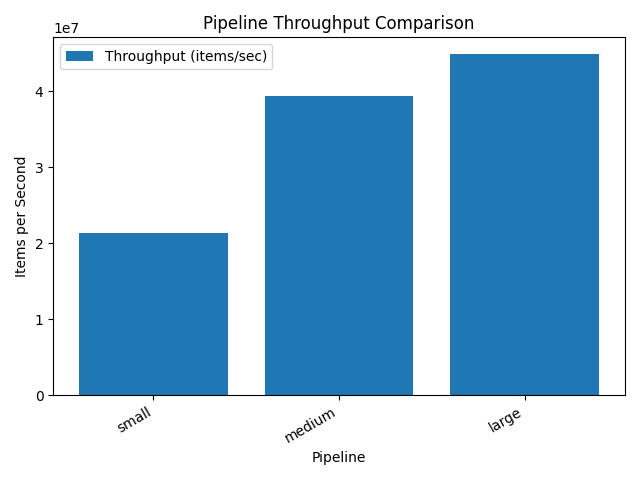 Pipeline Throughput Comparison
1e7
Throughput (items/sec)
Items per Second
4
3
2
1
0
small
medium
large
Pipeline